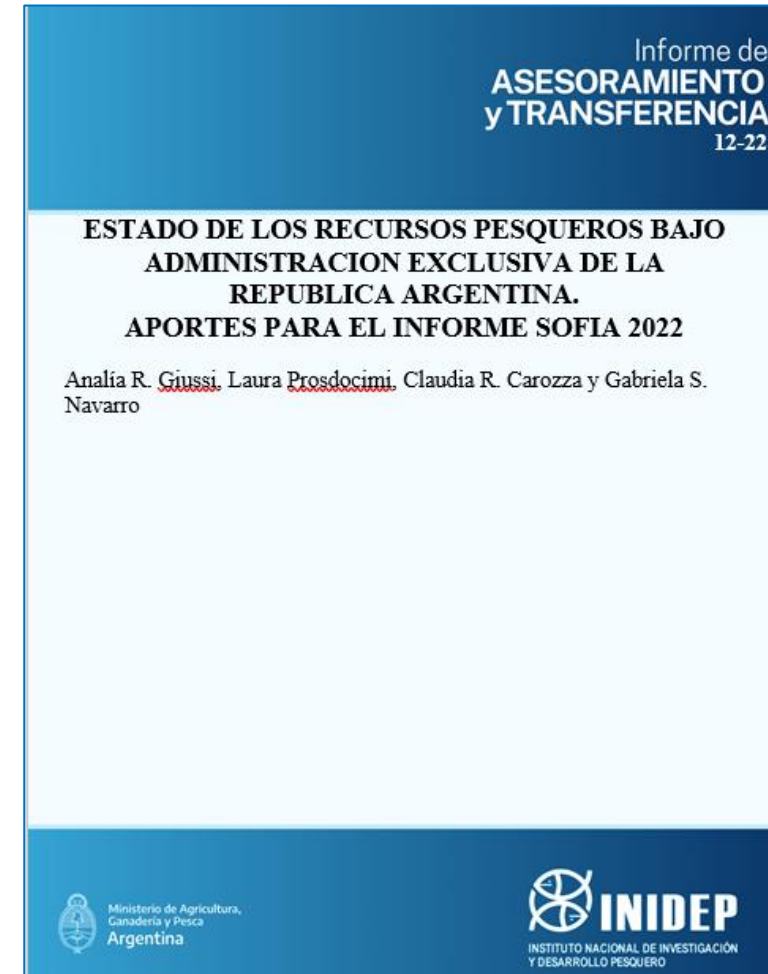 Informe de
ASESORAMIENTO
y TRANSFERENCIA
12-22
ESTADO DE LOS RECURSOS PESQUEROS BAJO
ADMINISTRACION EXCLUSIVA DE LA
REPUBLICA ARGENTINA.
APORTES PARA EL INFORME SOFIA 2022
Analía R. Giussi, Laura Prosdocimi, Claudia R. Carozza y Gabriela S.
Navarro
Ministerio de Agricultura,
Ganadería y Pesca
Argentina
INIDEP
INSTITUTO NACIONAL DE INVESTIGACIÓN
Y DESARROLLO PESQUERO